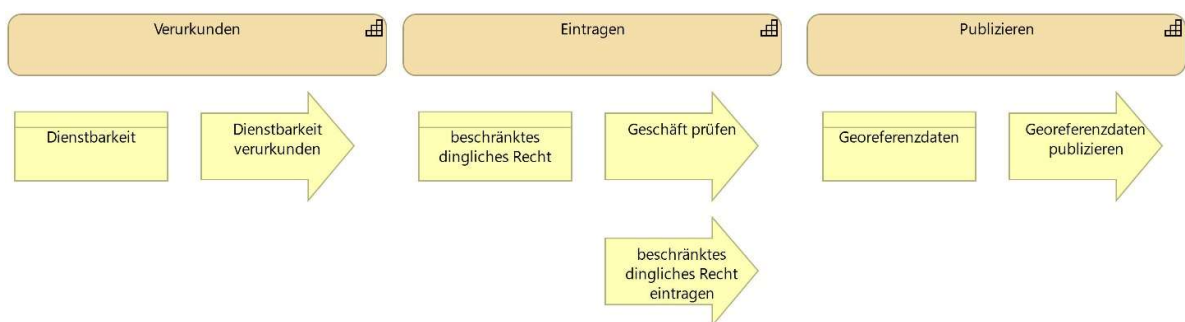 Verurkunden
Eintragen
Publizieren
Dienstbarkeit
Dienstbarkeit
verurkunden
beschränktes
dingliches Recht
Geschäft prüfen
Georeferenzdaten
Georeferenzdaten
publizieren
beschränktes
dingliches Recht
eintragen